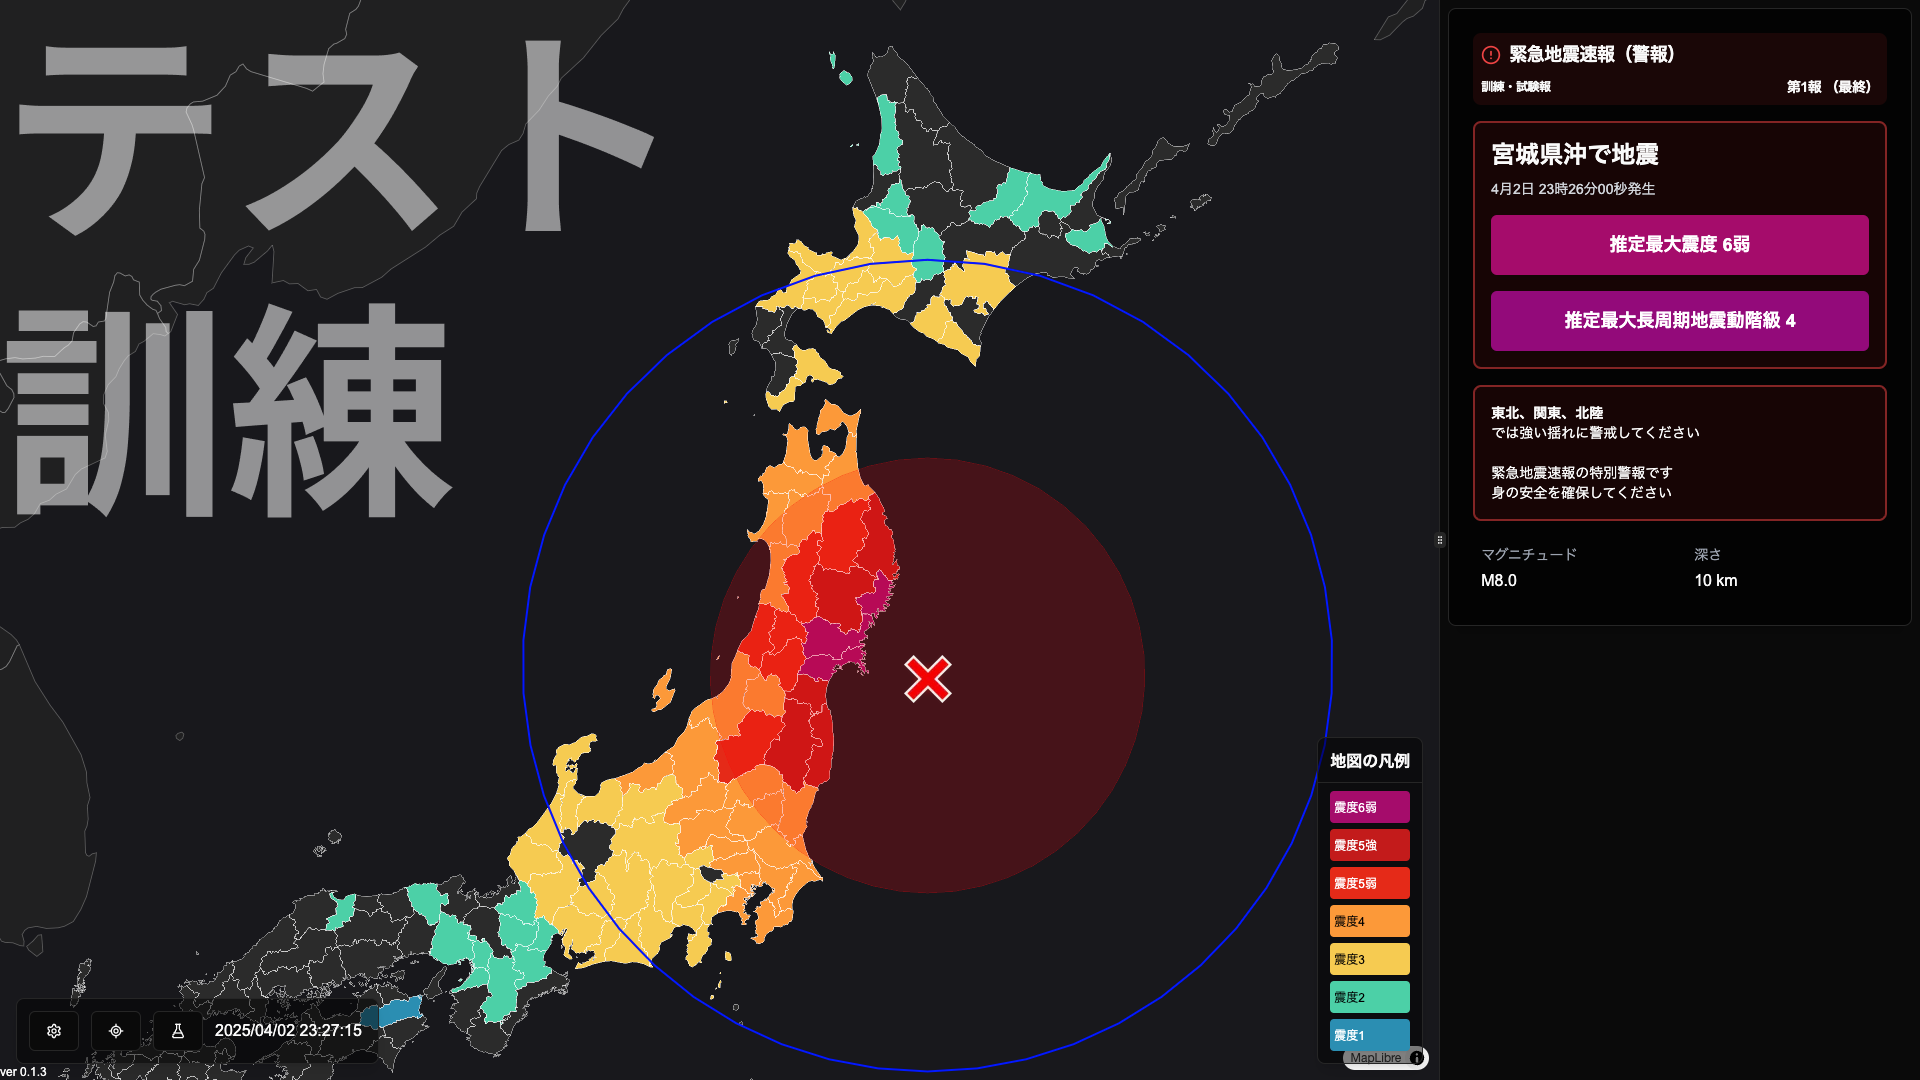 テスト
訓練
緊急地震速報（警報）
訓練・試験報
第1報 （最終）
宮城県沖で地震
4月2日 23時26分00秒発生
推定最大震度 6弱
推定最大長周期地震動階級 4
東北、関東、北陸
では強い揺れに警戒してください
緊急地震速報の特別警報です
身の安全を確保してください
マグニチュード
深さ
M8.0
10 km
地図の凡例
震度6弱
震度5強
震度5弱
震度4
震度3
震度2
震度1
MapLibre
2025/04/02 23:27:15
ver 0.1.3